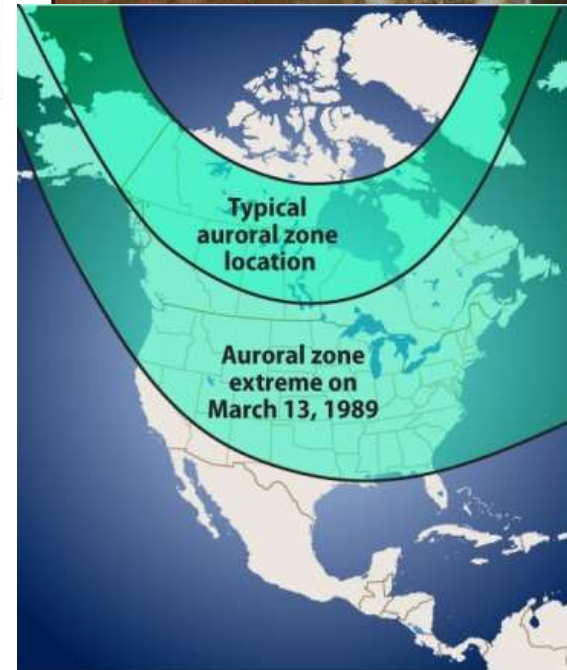 Typical
auroral zone
location
Auroral zone
extreme on
March 13, 1989